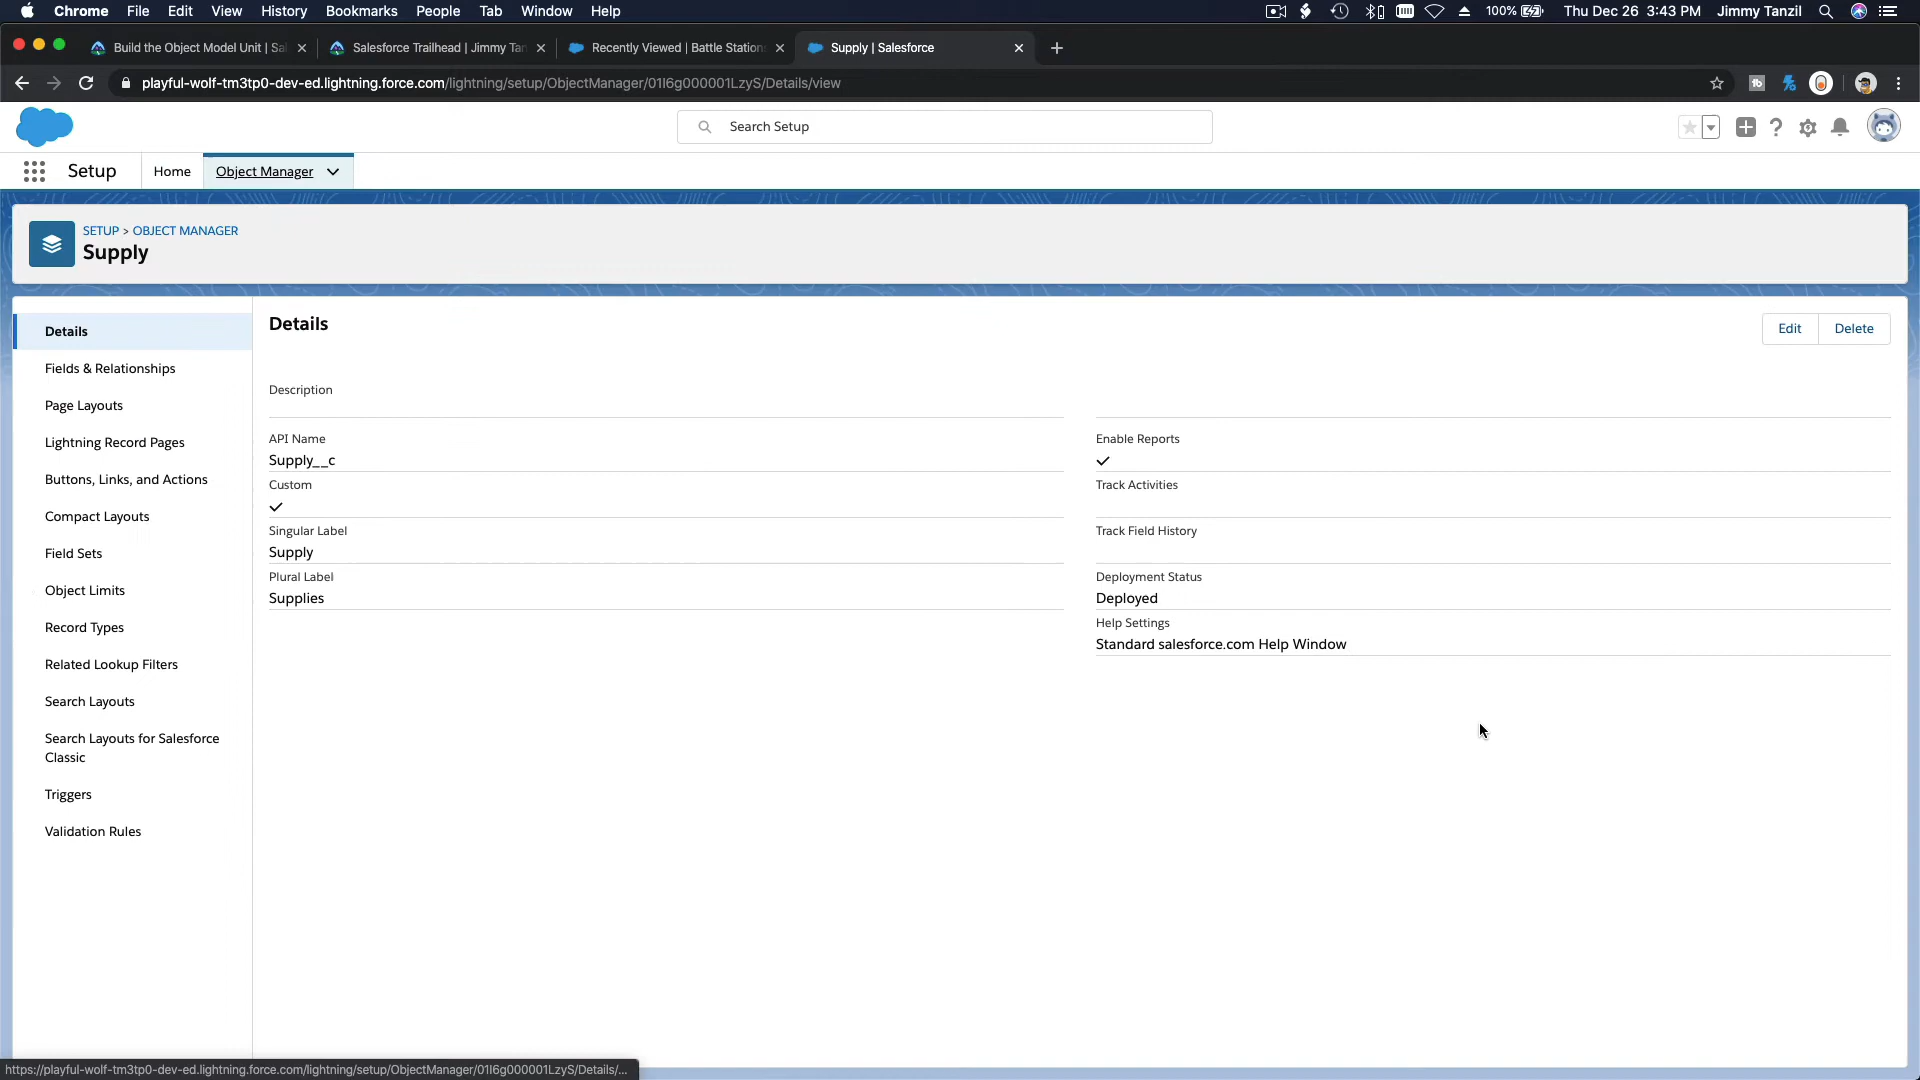 Chrome File Edit View History Bookmarks People Tab Window Help 100% Thu Dec 26 3:43 PM Jimmy Tanzil
Build the Object Model Unit | Sal Salesforce Trailhead | Jimmy Tan Recently Viewed | Battle Station Supply | Salesforce
playful-wolf-tm3tp0-dev-ed.lightning.force.com/lightning/setup/ObjectManager/01I6g000001LzyS/Details/view
Search Setup
Setup Home Object Manager
SETUP > OBJECT MANAGER
Supply
Details
Fields & Relationships
Page Layouts
Lightning Record Pages
Buttons, Links, and Actions
Compact Layouts
Field Sets
Object Limits
Record Types
Related Lookup Filters
Search Layouts
Search Layouts for Salesforce
Classic
Triggers
Validation Rules
Details
Edit Delete
Description
API Name
Supply__c
Custom
Singular Label
Supply
Plural Label
Supplies
Enable Reports
Track Activities
Track Field History
Deployment Status
Deployed
Help Settings
Standard salesforce.com Help Window
https://playful-wolf-tm3tp0-dev-ed.lightning.force.com/lightning/setup/ObjectManager/01I6g000001LzyS/Details/...